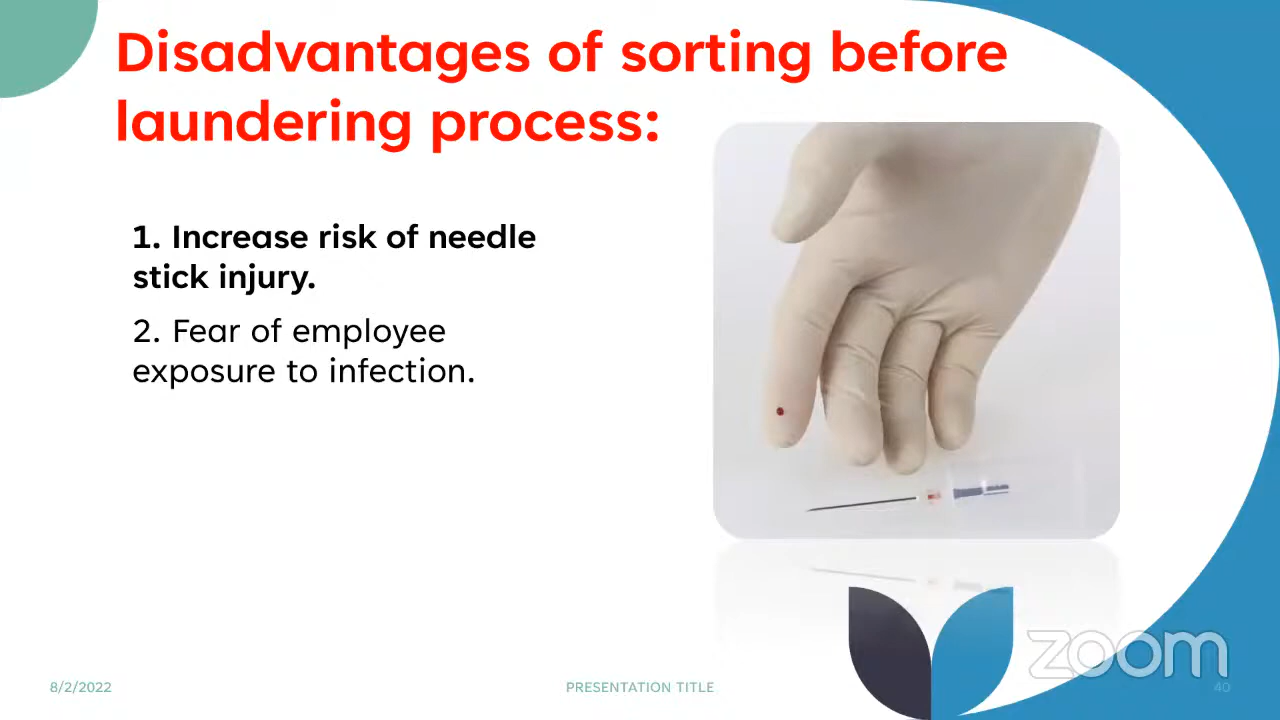 Disadvantages of sorting before
laundering process:
1. Increase risk of needle
stick injury.
2. Fear of employee
exposure to infection.
8/2/2022
PRESENTATION TITLE
zoom
40